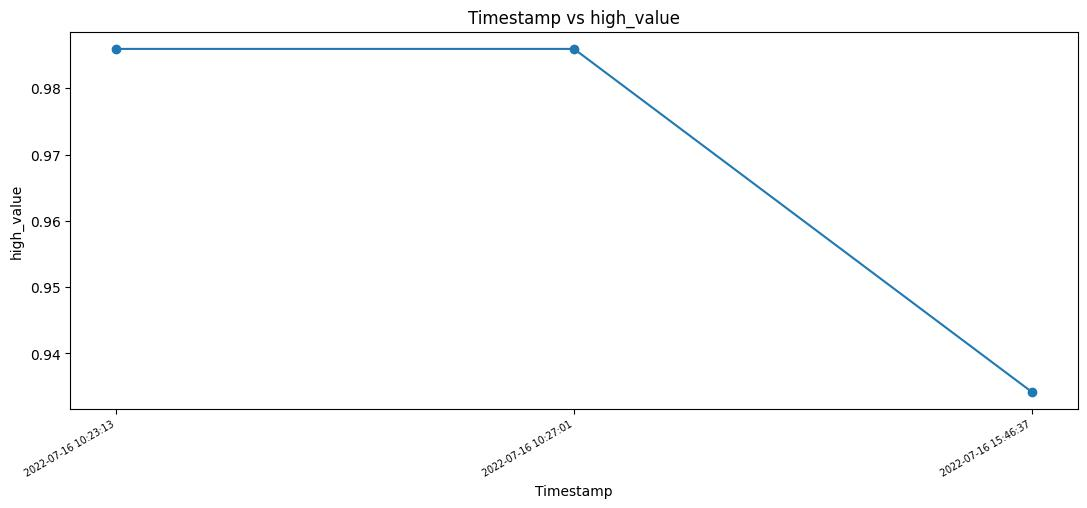 Timestamp vs high_value
0.98
0.97
0.96
0.95
0.94
high_value
2022-07-16 10:23:13
2022-07-16 10:27:01
2022-07-16 15:46:37
Timestamp